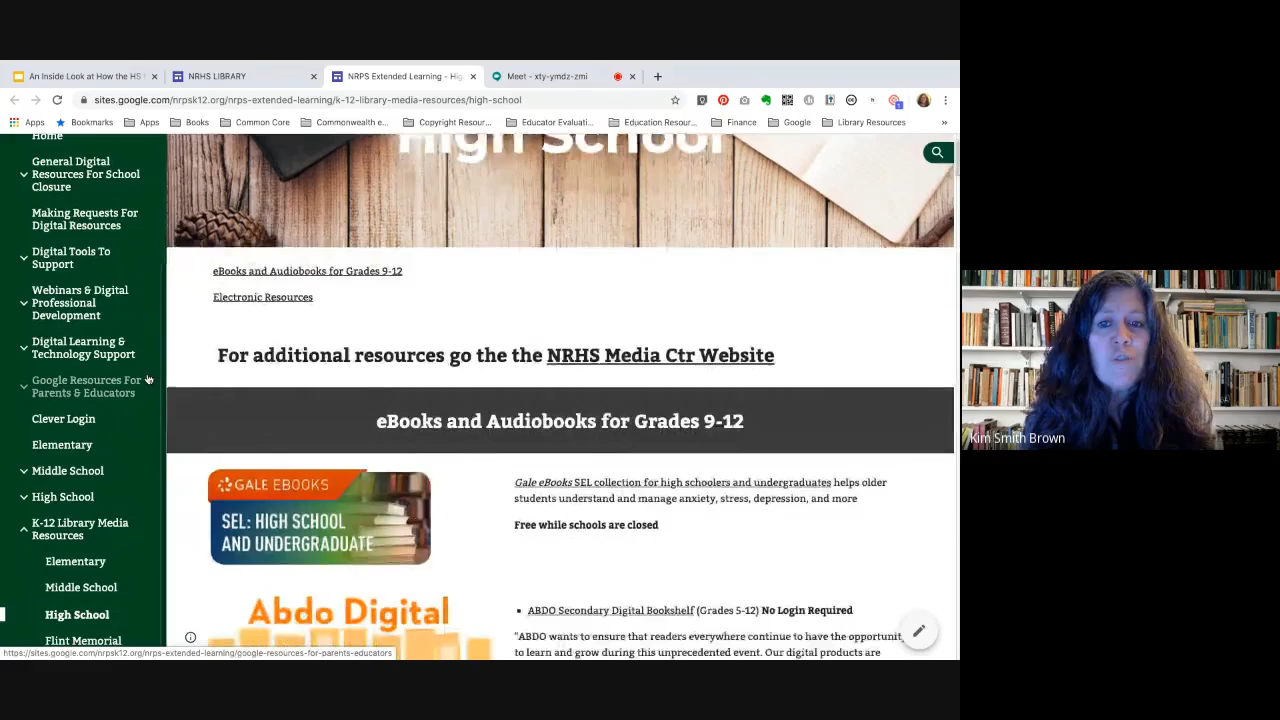 An Inside Look at How the HS
NRHS LIBRARY
NRPS Extended Learning - Hig
Meet - xty-ymdz-zmi
sites.google.com/nrpsk12.org/nrps-extended-learning/k-12-library-media-resources/high-school
Apps
Bookmarks
Apps
Books
Common Core
Commonwealth e...
Copyright Resour...
Educator Evaluati...
Education Resour...
Finance
Google
Library Resources
»
Home
General Digital
Resources For School
Closure
Making Requests For
Digital Resources
Digital Tools To
Support
Webinars & Digital
Professional
Development
Digital Learning &
Technology Support
Google Resources For
Parents & Educators
Clever Login
Elementary
Middle School
High School
K-12 Library Media
Resources
Elementary
Middle School
High School
Flint Memorial
https://sites.google.com/nrpsk12.org/nrps-extended-learning/google-resources-for-parents-educators
High School
eBooks and Audiobooks for Grades 9-12
Electronic Resources
For additional resources go the the NRHS Media Ctr Website
eBooks and Audiobooks for Grades 9-12
GALE EBOOKS
SEL: HIGH SCHOOL
AND UNDERGRADUATE
Gale eBooks SEL collection for high schoolers and undergraduates helps older
students understand and manage anxiety, stress, depression, and more
Free while schools are closed
Abdo Digital
• ABDO Secondary Digital Bookshelf (Grades 5-12) No Login Required
"ABDO wants to ensure that readers everywhere continue to have the opportunit
to learn and grow during this unprecedented event. Our digital products are
Kim Smith Brown